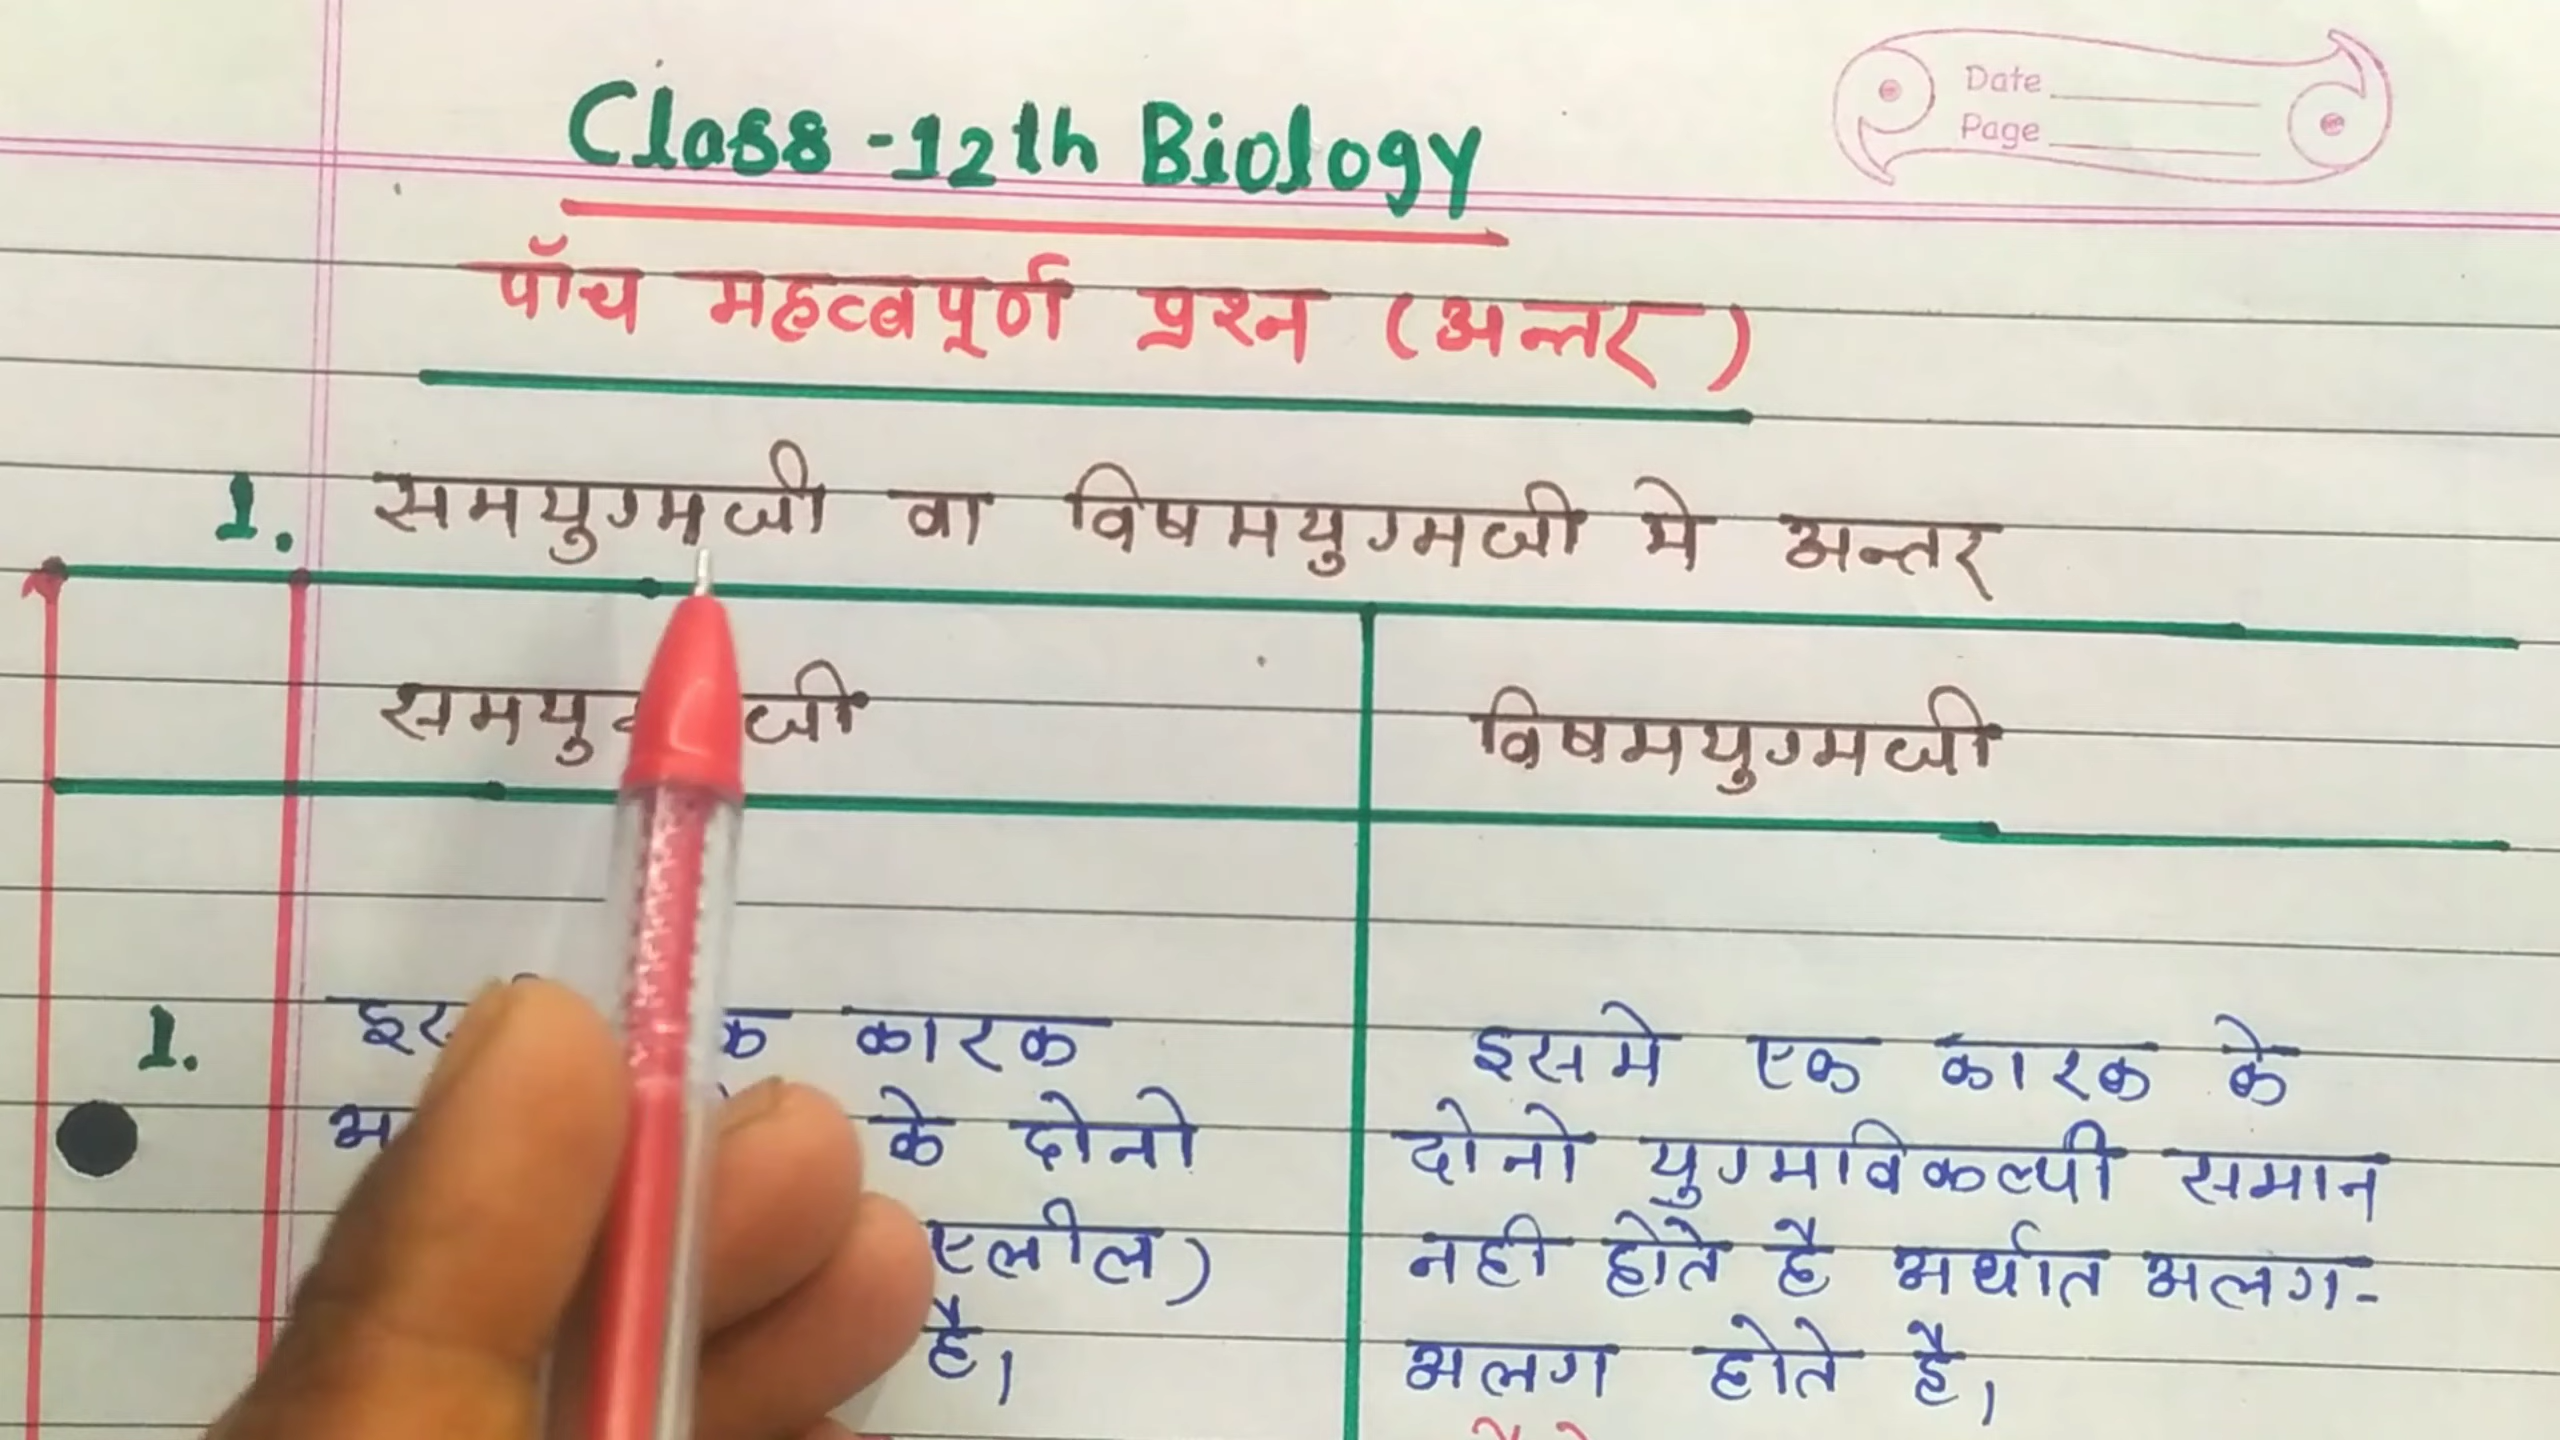 Class -12th Biology
Date
Page
पाँच महत्वपूर्ण प्रश्न (अन्तर)
1. समयुग्मजी वा विषमयुग्मजी मे अन्तर
विषमयुग्मजी
1. कारक
के दोनो
एलील)
है।
इसमे एक कारक के
दोनो युग्मविकल्पी समान
नही होते है अर्थात अलग-
अलग होते है।